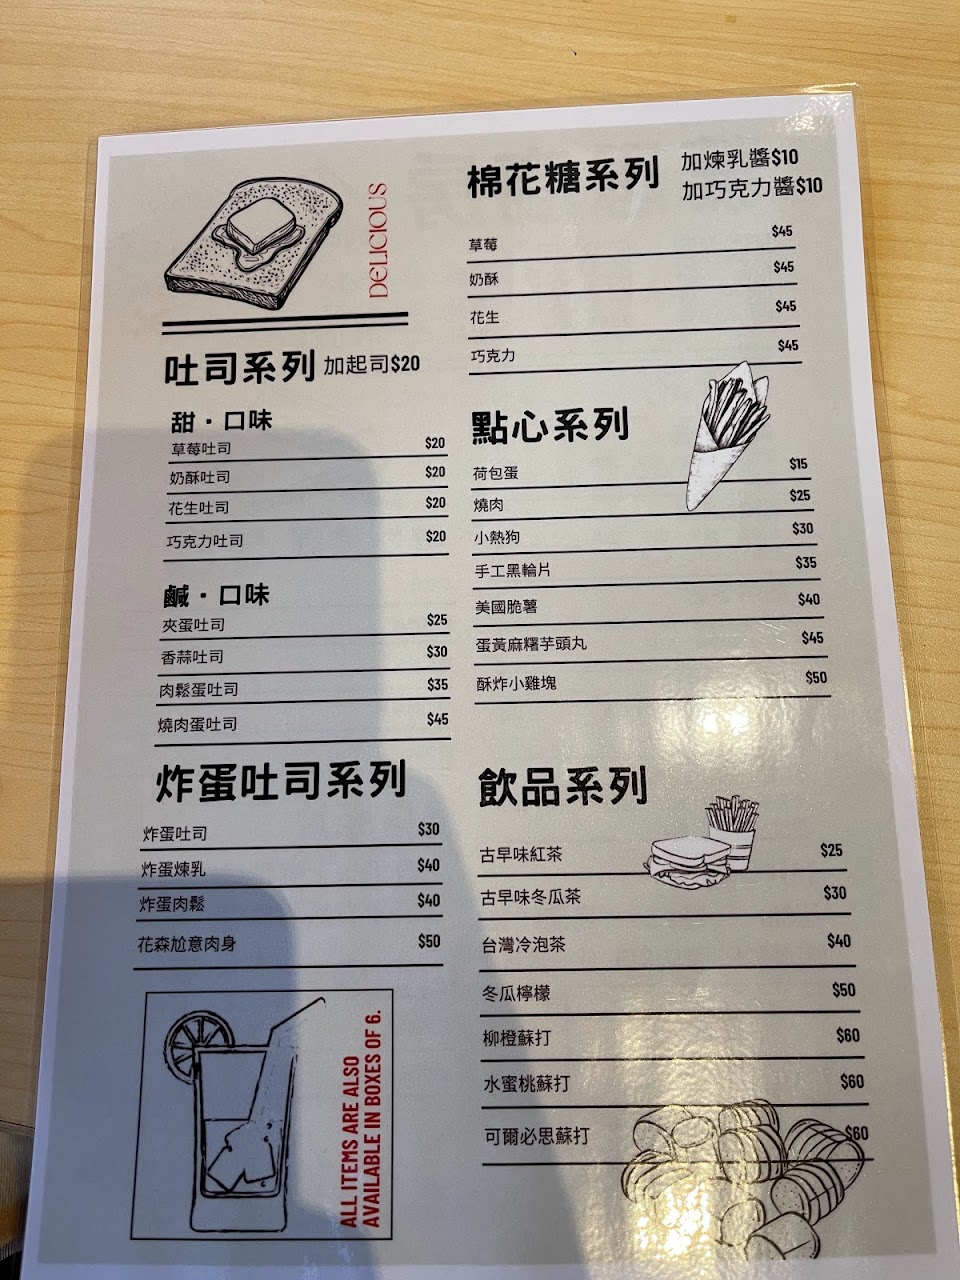 DELICIOUS
吐司系列 加起司$20
甜・口味
草莓吐司 $20
奶酥吐司 $20
花生吐司 $20
巧克力吐司 $20
鹹・口味
夾蛋吐司 $25
香蒜吐司 $30
肉鬆蛋吐司 $35
燒肉蛋吐司 $45
炸蛋吐司系列
炸蛋吐司 $30
炸蛋煉乳 $40
炸蛋肉鬆 $40
花森尬意肉身 $50
ALL ITEMS ARE ALSO
AVAILABLE IN BOXES OF 6.
棉花糖系列 加煉乳醬$10
加巧克力醬$10
草莓 $45
奶酥 $45
花生 $45
巧克力 $45
點心系列
荷包蛋 $15
燒肉 $25
小熱狗 $30
手工黑輪片 $35
美國脆薯 $40
蛋黃麻糬芋頭丸 $45
酥炸小雞塊 $50
飲品系列
古早味紅茶 $25
古早味冬瓜茶 $30
台灣冷泡茶 $40
冬瓜檸檬 $50
柳橙蘇打 $60
水蜜桃蘇打 $60
可爾必思蘇打 $60